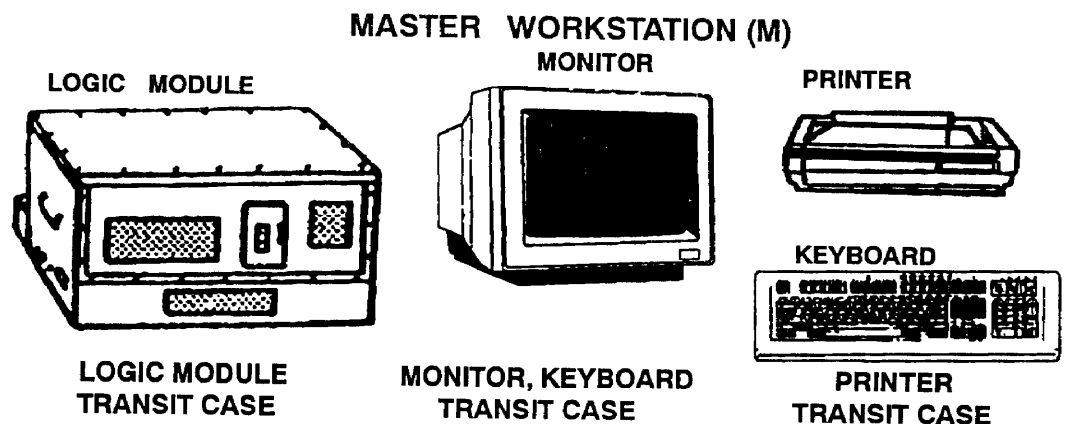 MASTER WORKSTATION (M)
LOGIC MODULE
MONITOR
PRINTER
KEYBOARD
LOGIC MODULE
TRANSIT CASE
MONITOR, KEYBOARD
TRANSIT CASE
PRINTER
TRANSIT CASE